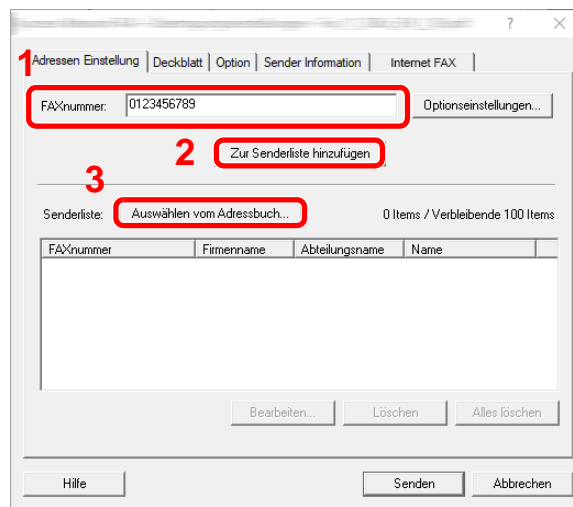 ?
1
Adressen Einstellung Deckblatt Option Sender Information Internet FAX
FAXnummer: 0123456789 Optionseinstellungen...
2 Zur Senderliste hinzufügen
3
Senderliste: Auswählen vom Adressbuch... 0 Items / Verbleibende 100 Items
FAXnummer Firmenname Abteilungsname Name
Bearbeiten... Löschen Alles löschen
Hilfe Senden Abbrechen